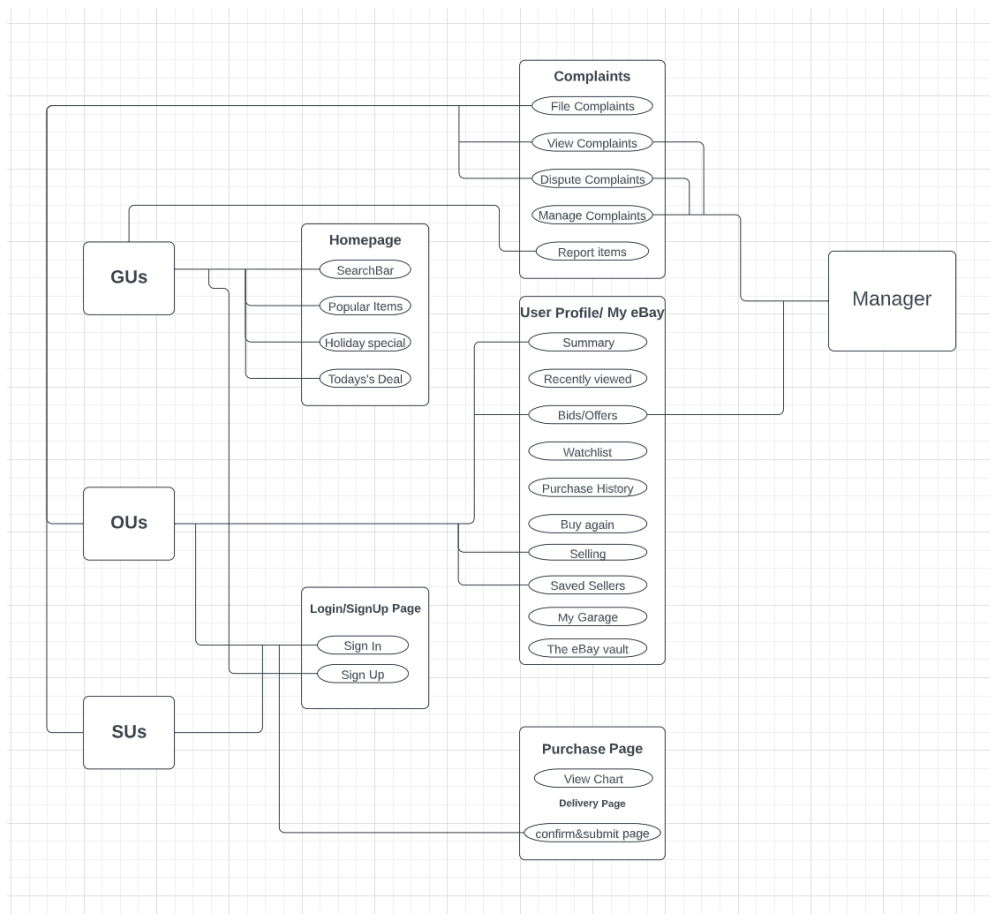 Complaints
File Complaints
View Complaints
Dispute Complaints
Manage Complaints
Report items
GUs
Homepage
SearchBar
Popular Items
Holiday special
Todays's Deal
Manager
User Profile/ My eBay
Summary
Recently viewed
Bids/Offers
Watchlist
Purchase History
Buy again
Selling
Saved Sellers
My Garage
The eBay vault
OUs
Login/SignUp Page
Sign In
Sign Up
SUs
Purchase Page
View Chart
Delivery Page
confirm&submit page